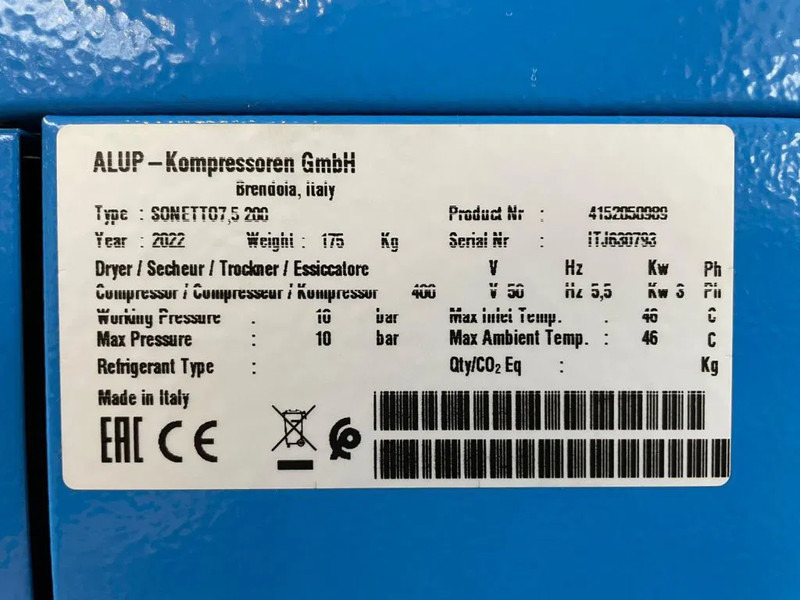 ALUP – Kompressoren GmbH
Brendola, Italy
Type : SONETTO7,5 200 Product Nr :
Year : 2022 Weight : 175 Kg Serial Nr :
Dryer / Secheur / Trockner / Essiccatore V Hz Kw Ph
Compressor / Compresseur / Kompressor 400 V 50 Hz 5,5 Kw 3 Ph
Working Pressure : 10 bar Max Inlet Temp. : 46 C
Max Pressure : 10 bar Max Ambient Temp. : 46 C
Refrigerant Type : Qty/CO₂ Eq : Kg
Made in Italy
EAC CE